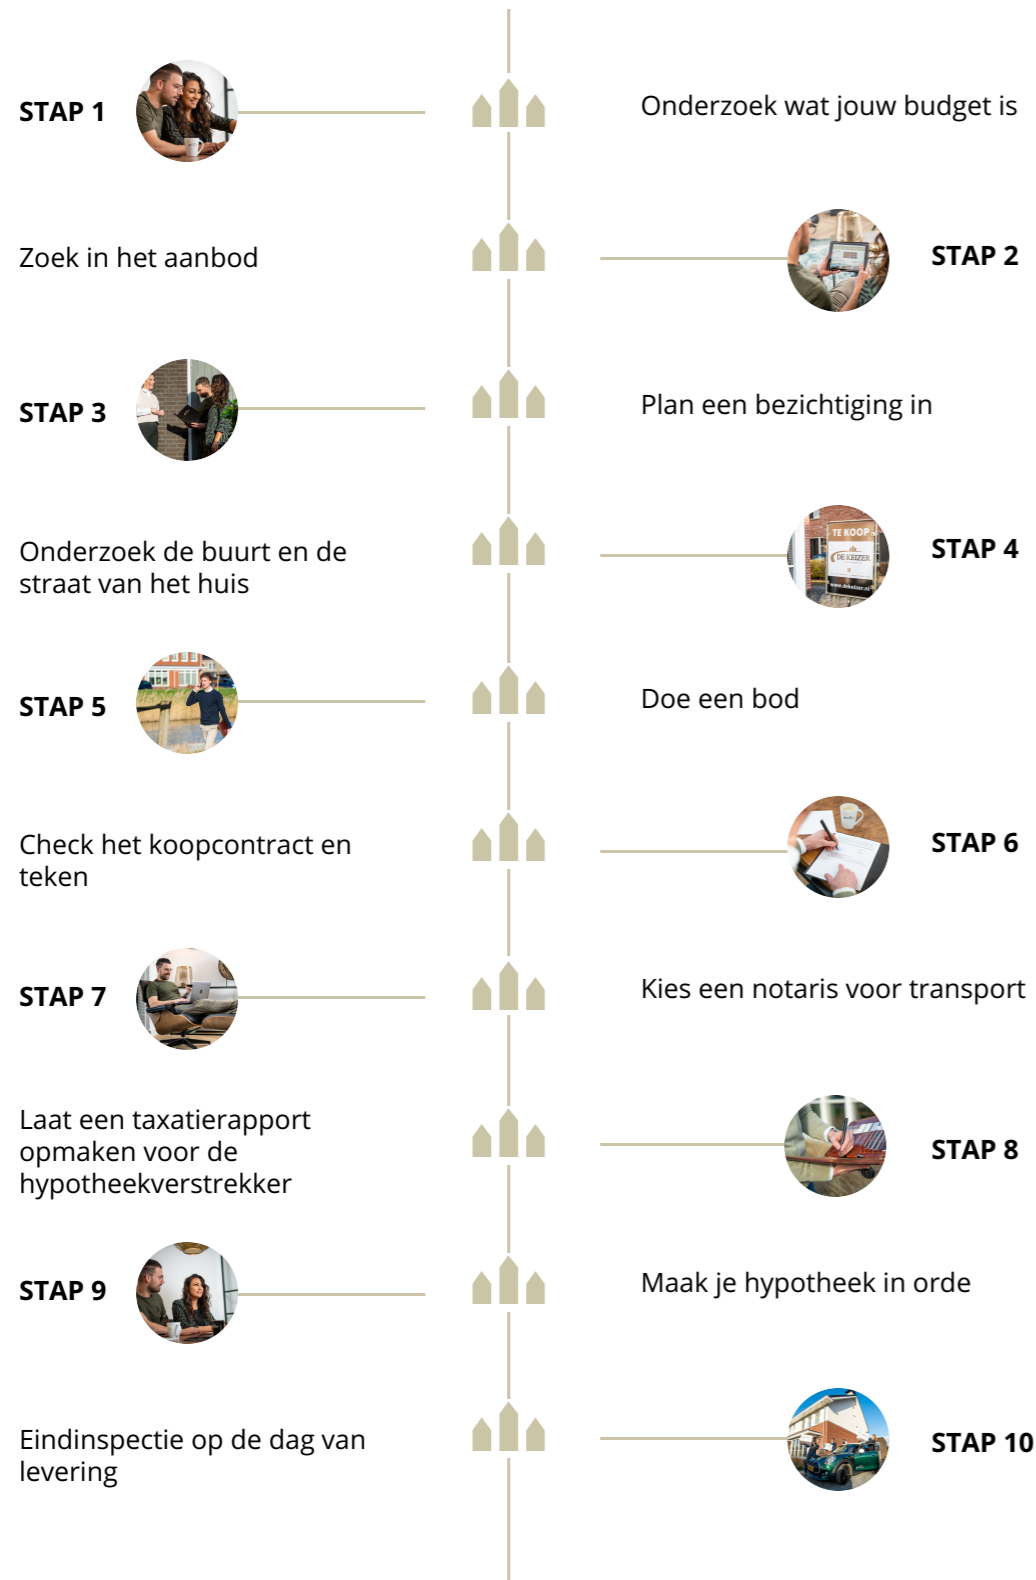 STAP 1
Onderzoek wat jouw budget is
Zoek in het aanbod
STAP 2
STAP 3
Plan een bezichtiging in
Onderzoek de buurt en de
straat van het huis
TE KOOP
DE KEIZER
www.dekeizer.nl
STAP 4
STAP 5
Doe een bod
Check het koopcontract en
teken
STAP 6
STAP 7
Kies een notaris voor transport
Laat een taxatierapport
opmaken voor de
hypotheekverstrekker
STAP 8
STAP 9
Maak je hypotheek in orde
Eindinspectie op de dag van
levering
STAP 10